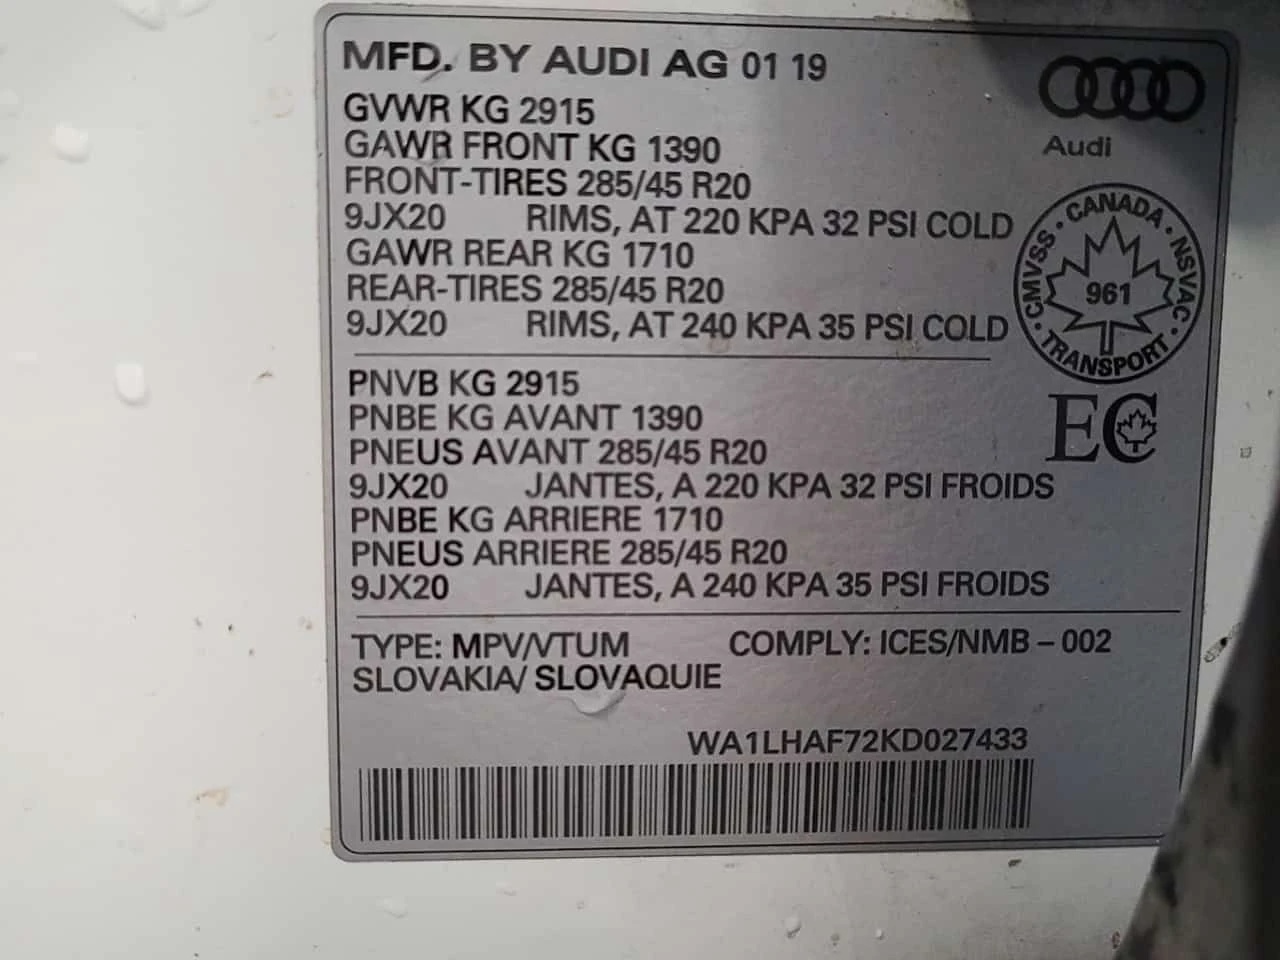 MFD. BY AUDI AG 01 19
GVWR KG 2915
GAWR FRONT KG 1390
FRONT-TIRES 285/45 R20
9JX20 RIMS, AT 220 KPA 32 PSI COLD
GAWR REAR KG 1710
REAR-TIRES 285/45 R20
9JX20 RIMS, AT 240 KPA 35 PSI COLD
Audi
CMVSS · CANADA · NSVAC · TRANSPORT ·
961
EC
PNVB KG 2915
PNBE KG AVANT 1390
PNEUS AVANT 285/45 R20
9JX20 JANTES, A 220 KPA 32 PSI FROIDS
PNBE KG ARRIERE 1710
PNEUS ARRIERE 285/45 R20
9JX20 JANTES, A 240 KPA 35 PSI FROIDS
TYPE: MPV/VTUM COMPLY: ICES/NMB – 002
SLOVAKIA/ SLOVAQUIE
WA1LHAF72KD027433